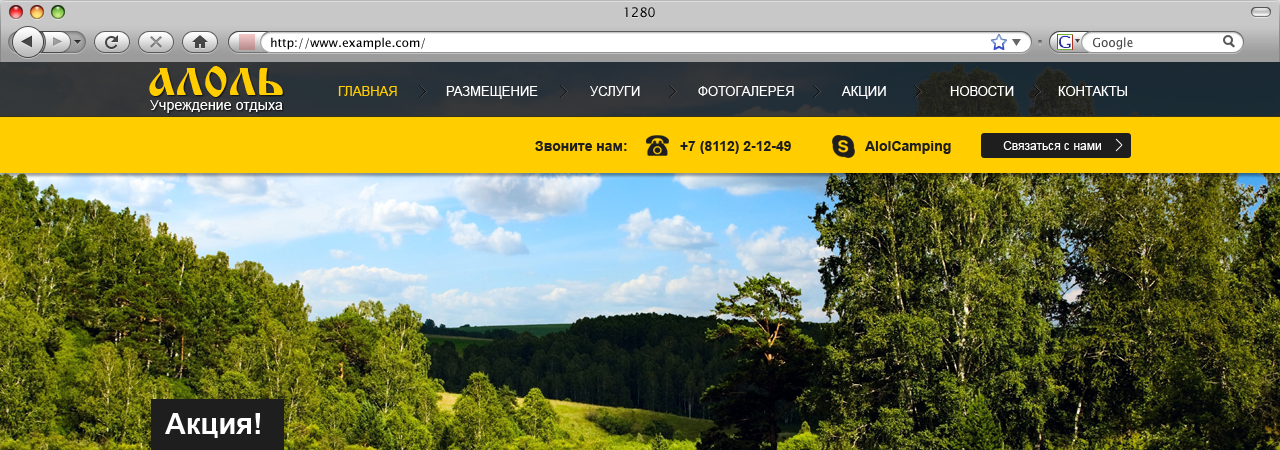 1280
http://www.example.com/
Google
АЛОЛЬ
Учреждение отдыха
ГЛАВНАЯ РАЗМЕЩЕНИЕ УСЛУГИ ФОТОГАЛЕРЕЯ АКЦИИ НОВОСТИ КОНТАКТЫ
Звоните нам: +7 (8112) 2-12-49 AlolCamping Связаться с нами
Акция!